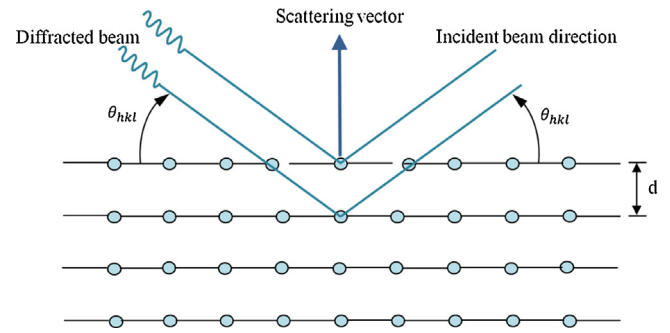 Scattering vector
Diffracted beam
Incident beam direction
θhkl
θhkl
d